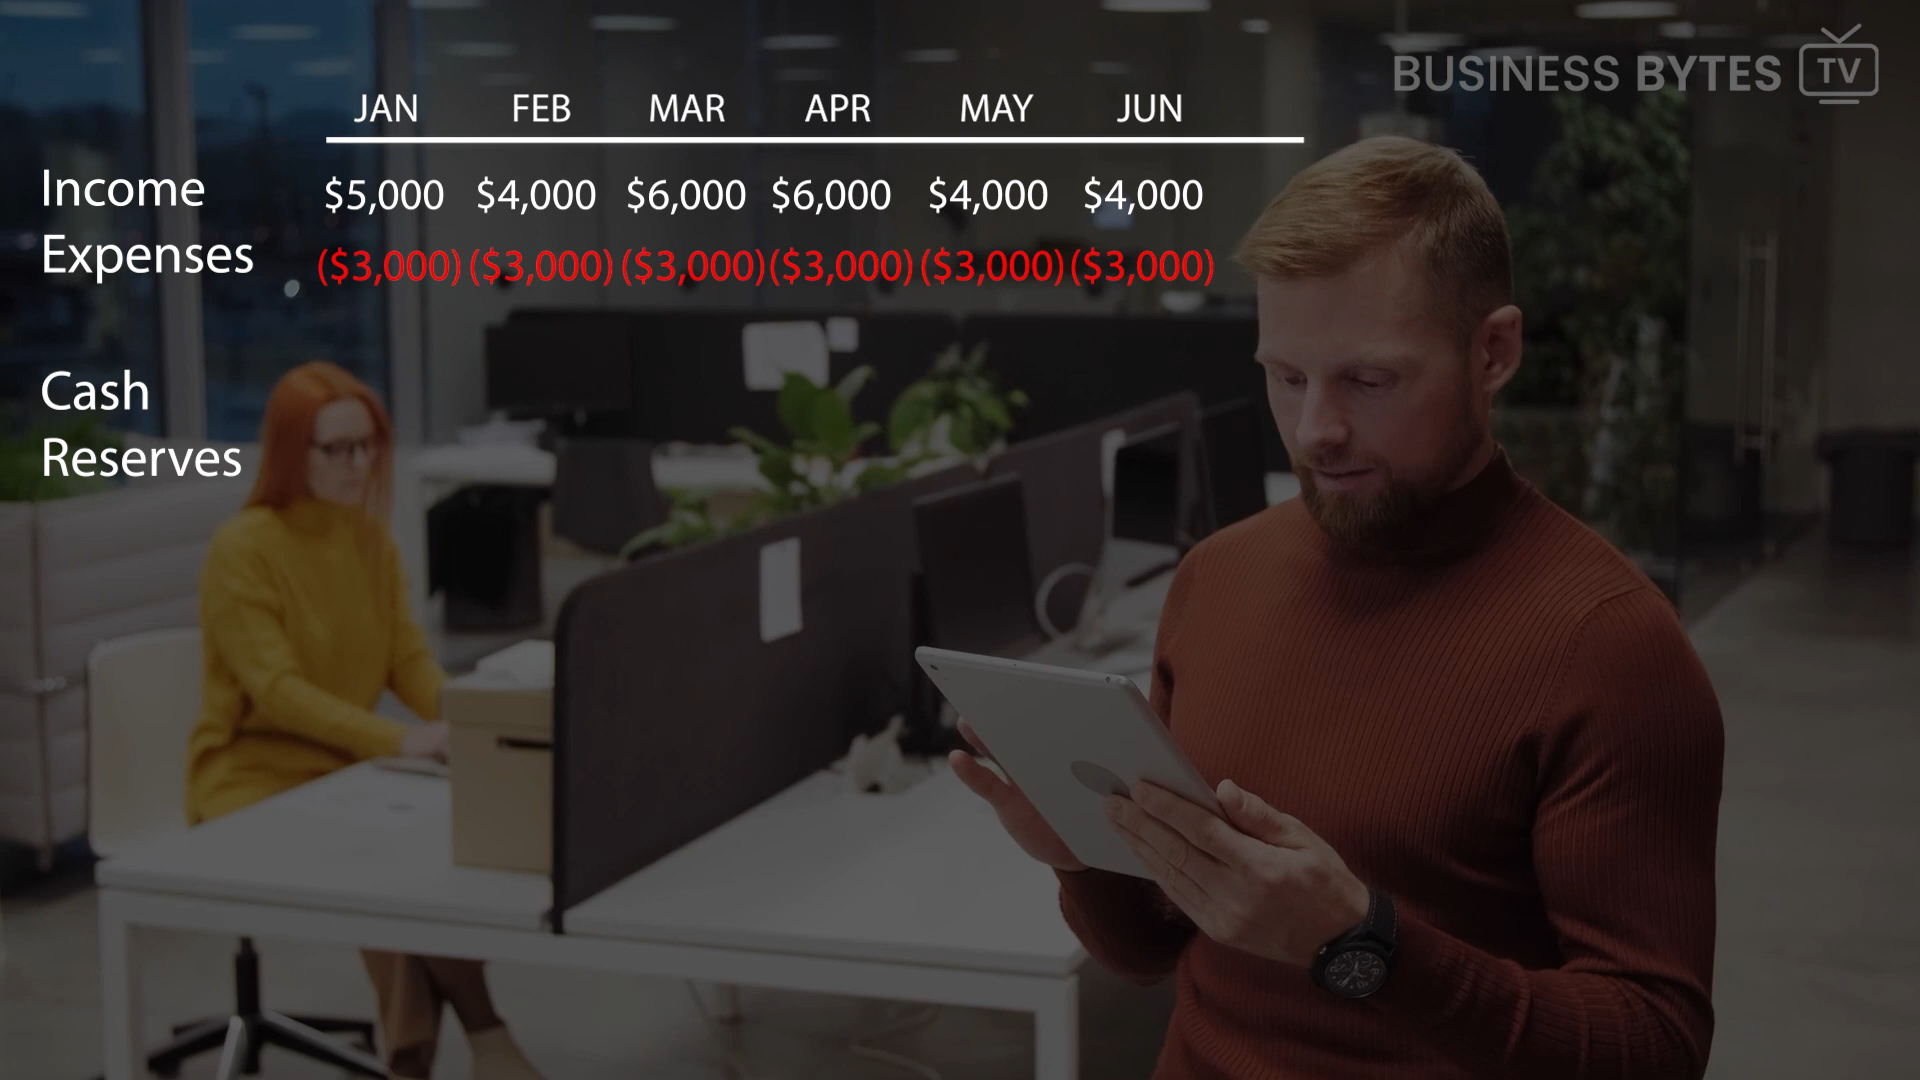 BUSINESS BYTES TV
JAN FEB MAR APR MAY JUN
Income $5,000 $4,000 $6,000 $6,000 $4,000 $4,000
Expenses ($3,000) ($3,000) ($3,000) ($3,000) ($3,000) ($3,000)
Cash
Reserves